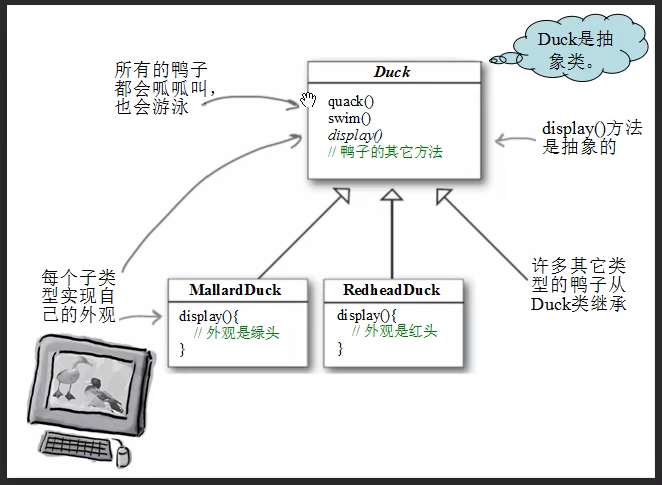 Duck是抽
象类。
所有的鸭子
都会呱呱叫，
也会游泳
Duck
quack()
swim()
display()
// 鸭子的其它方法
display()方法
是抽象的
每个子类
型实现自
己的外观
MallardDuck
display(){
// 外观是绿头
}
RedheadDuck
display(){
// 外观是红头
}
许多其它类
型的鸭子从
Duck类继承